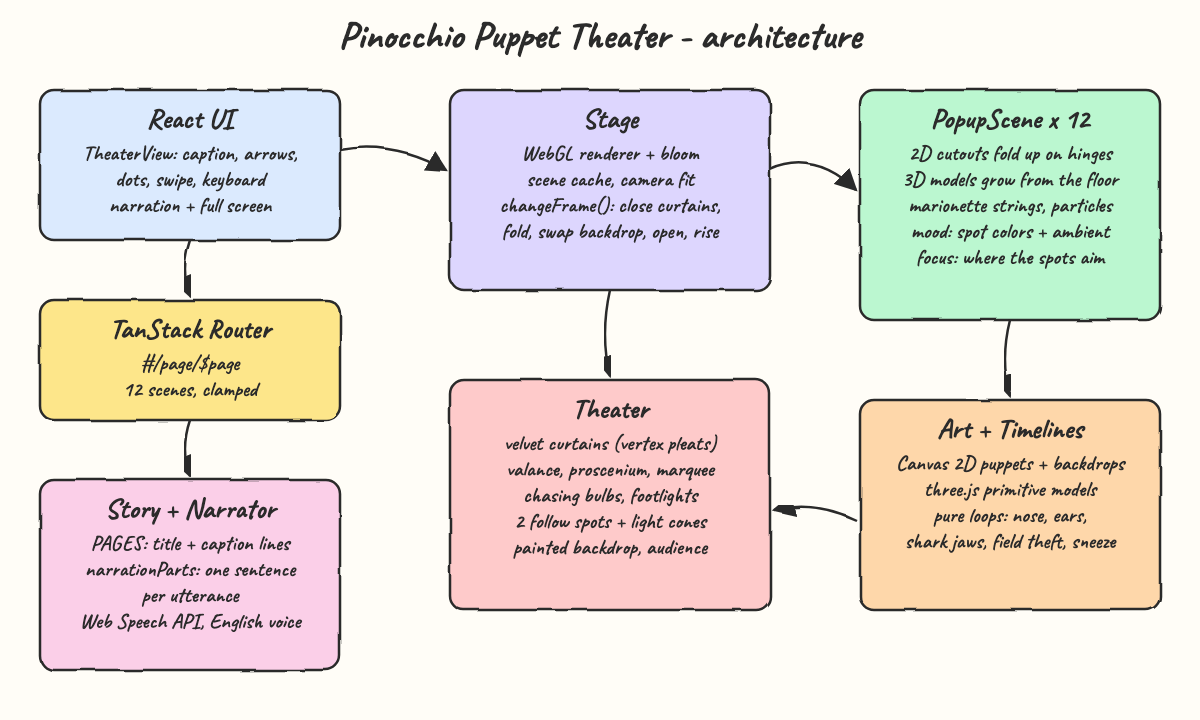 Pinocchio Puppet Theater - architecture
React UI
TheaterView: caption, arrows,
dots, swipe, keyboard
narration + full screen
Stage
WebGL renderer + bloom
scene cache, camera fit
changeFrame(): close curtains,
fold, swap backdrop, open, rise
PopupScene x 12
2D cutouts fold up on hinges
3D models grow from the floor
marionette strings, particles
mood: spot colors + ambient
focus: where the spots aim
TanStack Router
#/page/$page
12 scenes, clamped
Theater
velvet curtains (vertex pleats)
valance, proscenium, marquee
chasing bulbs, footlights
2 follow spots + light cones
painted backdrop, audience
Art + Timelines
Canvas 2D puppets + backdrops
three.js primitive models
pure loops: nose, ears,
shark jaws, field theft, sneeze
Story + Narrator
PAGES: title + caption lines
narrationParts: one sentence
per utterance
Web Speech API, English voice